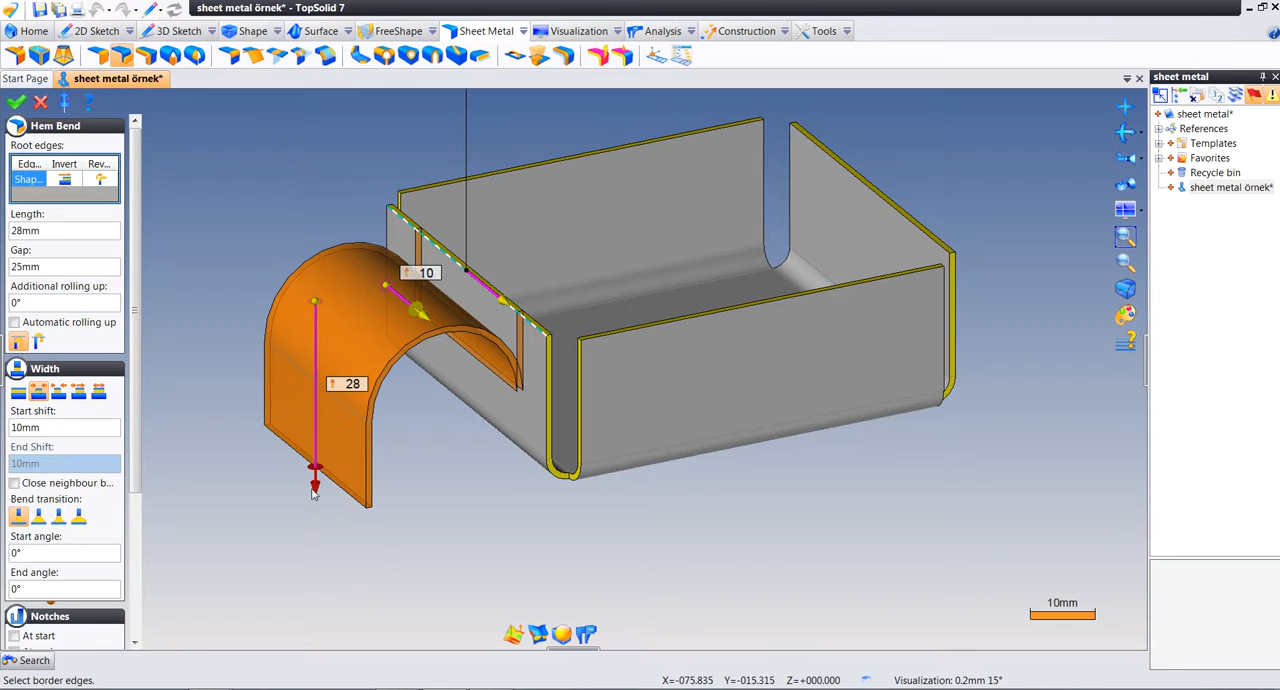 sheet metal örnek* - TopSolid 7
Home
2D Sketch
3D Sketch
Shape
Surface
FreeShape
Sheet Metal
Visualization
Analysis
Construction
Tools
Start Page
sheet metal örnek*
sheet metal
Hem Bend
Root edges:
Edg... Invert Rev...
Shap...
Length:
28mm
Gap:
25mm
Additional rolling up:
0°
Automatic rolling up
Width
Start shift:
10mm
End Shift:
10mm
Close neighbour b...
Bend transition:
Start angle:
0°
End angle:
0°
Notches
At start
Search
Select border edges.
10
28
10mm
sheet metal*
References
Templates
Favorites
Recycle bin
sheet metal örnek*
X=-075.835 Y=-015.315 Z=+000.000
Visualization: 0.2mm 15°